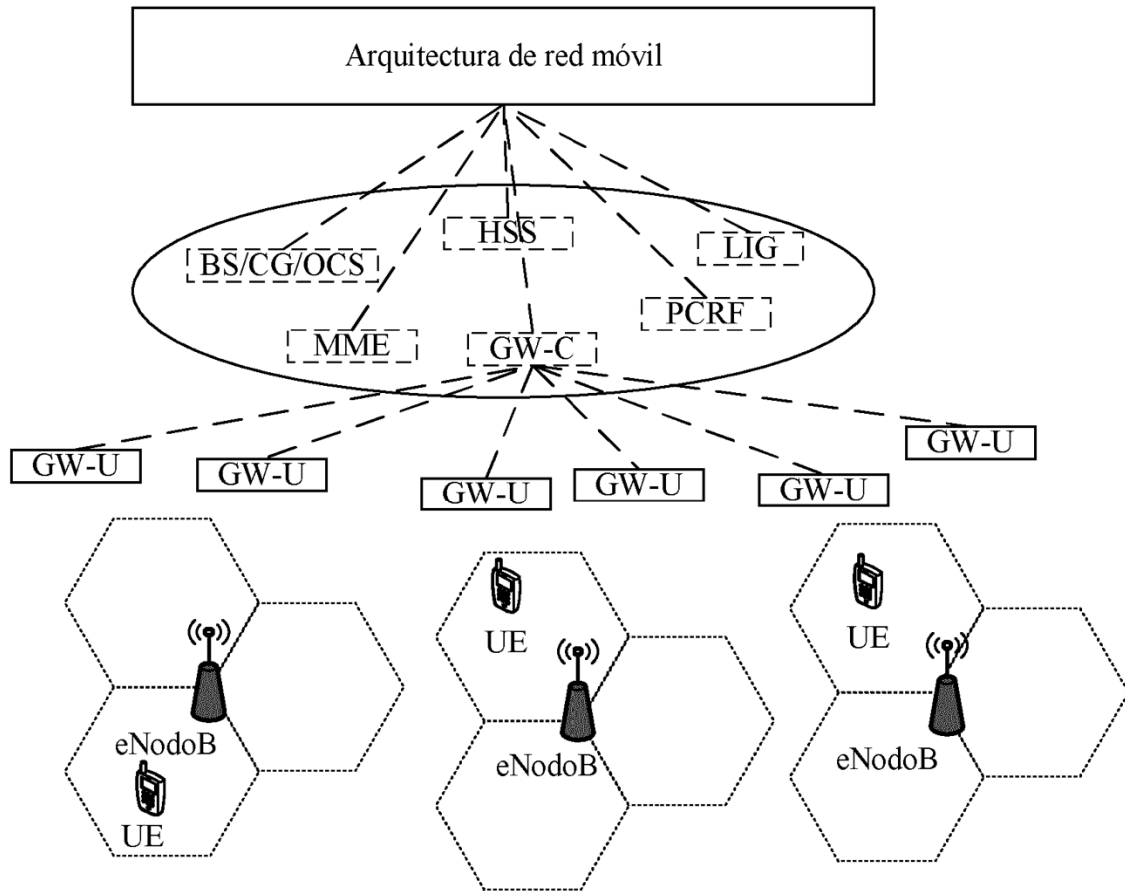 Arquitectura de red móvil
HSS
LIG
BS/CG/OCS
PCRF
MME
GW-C
GW-U
GW-U
GW-U
GW-U
GW-U
GW-U
UE
UE
eNodoB
eNodoB
eNodoB
UE